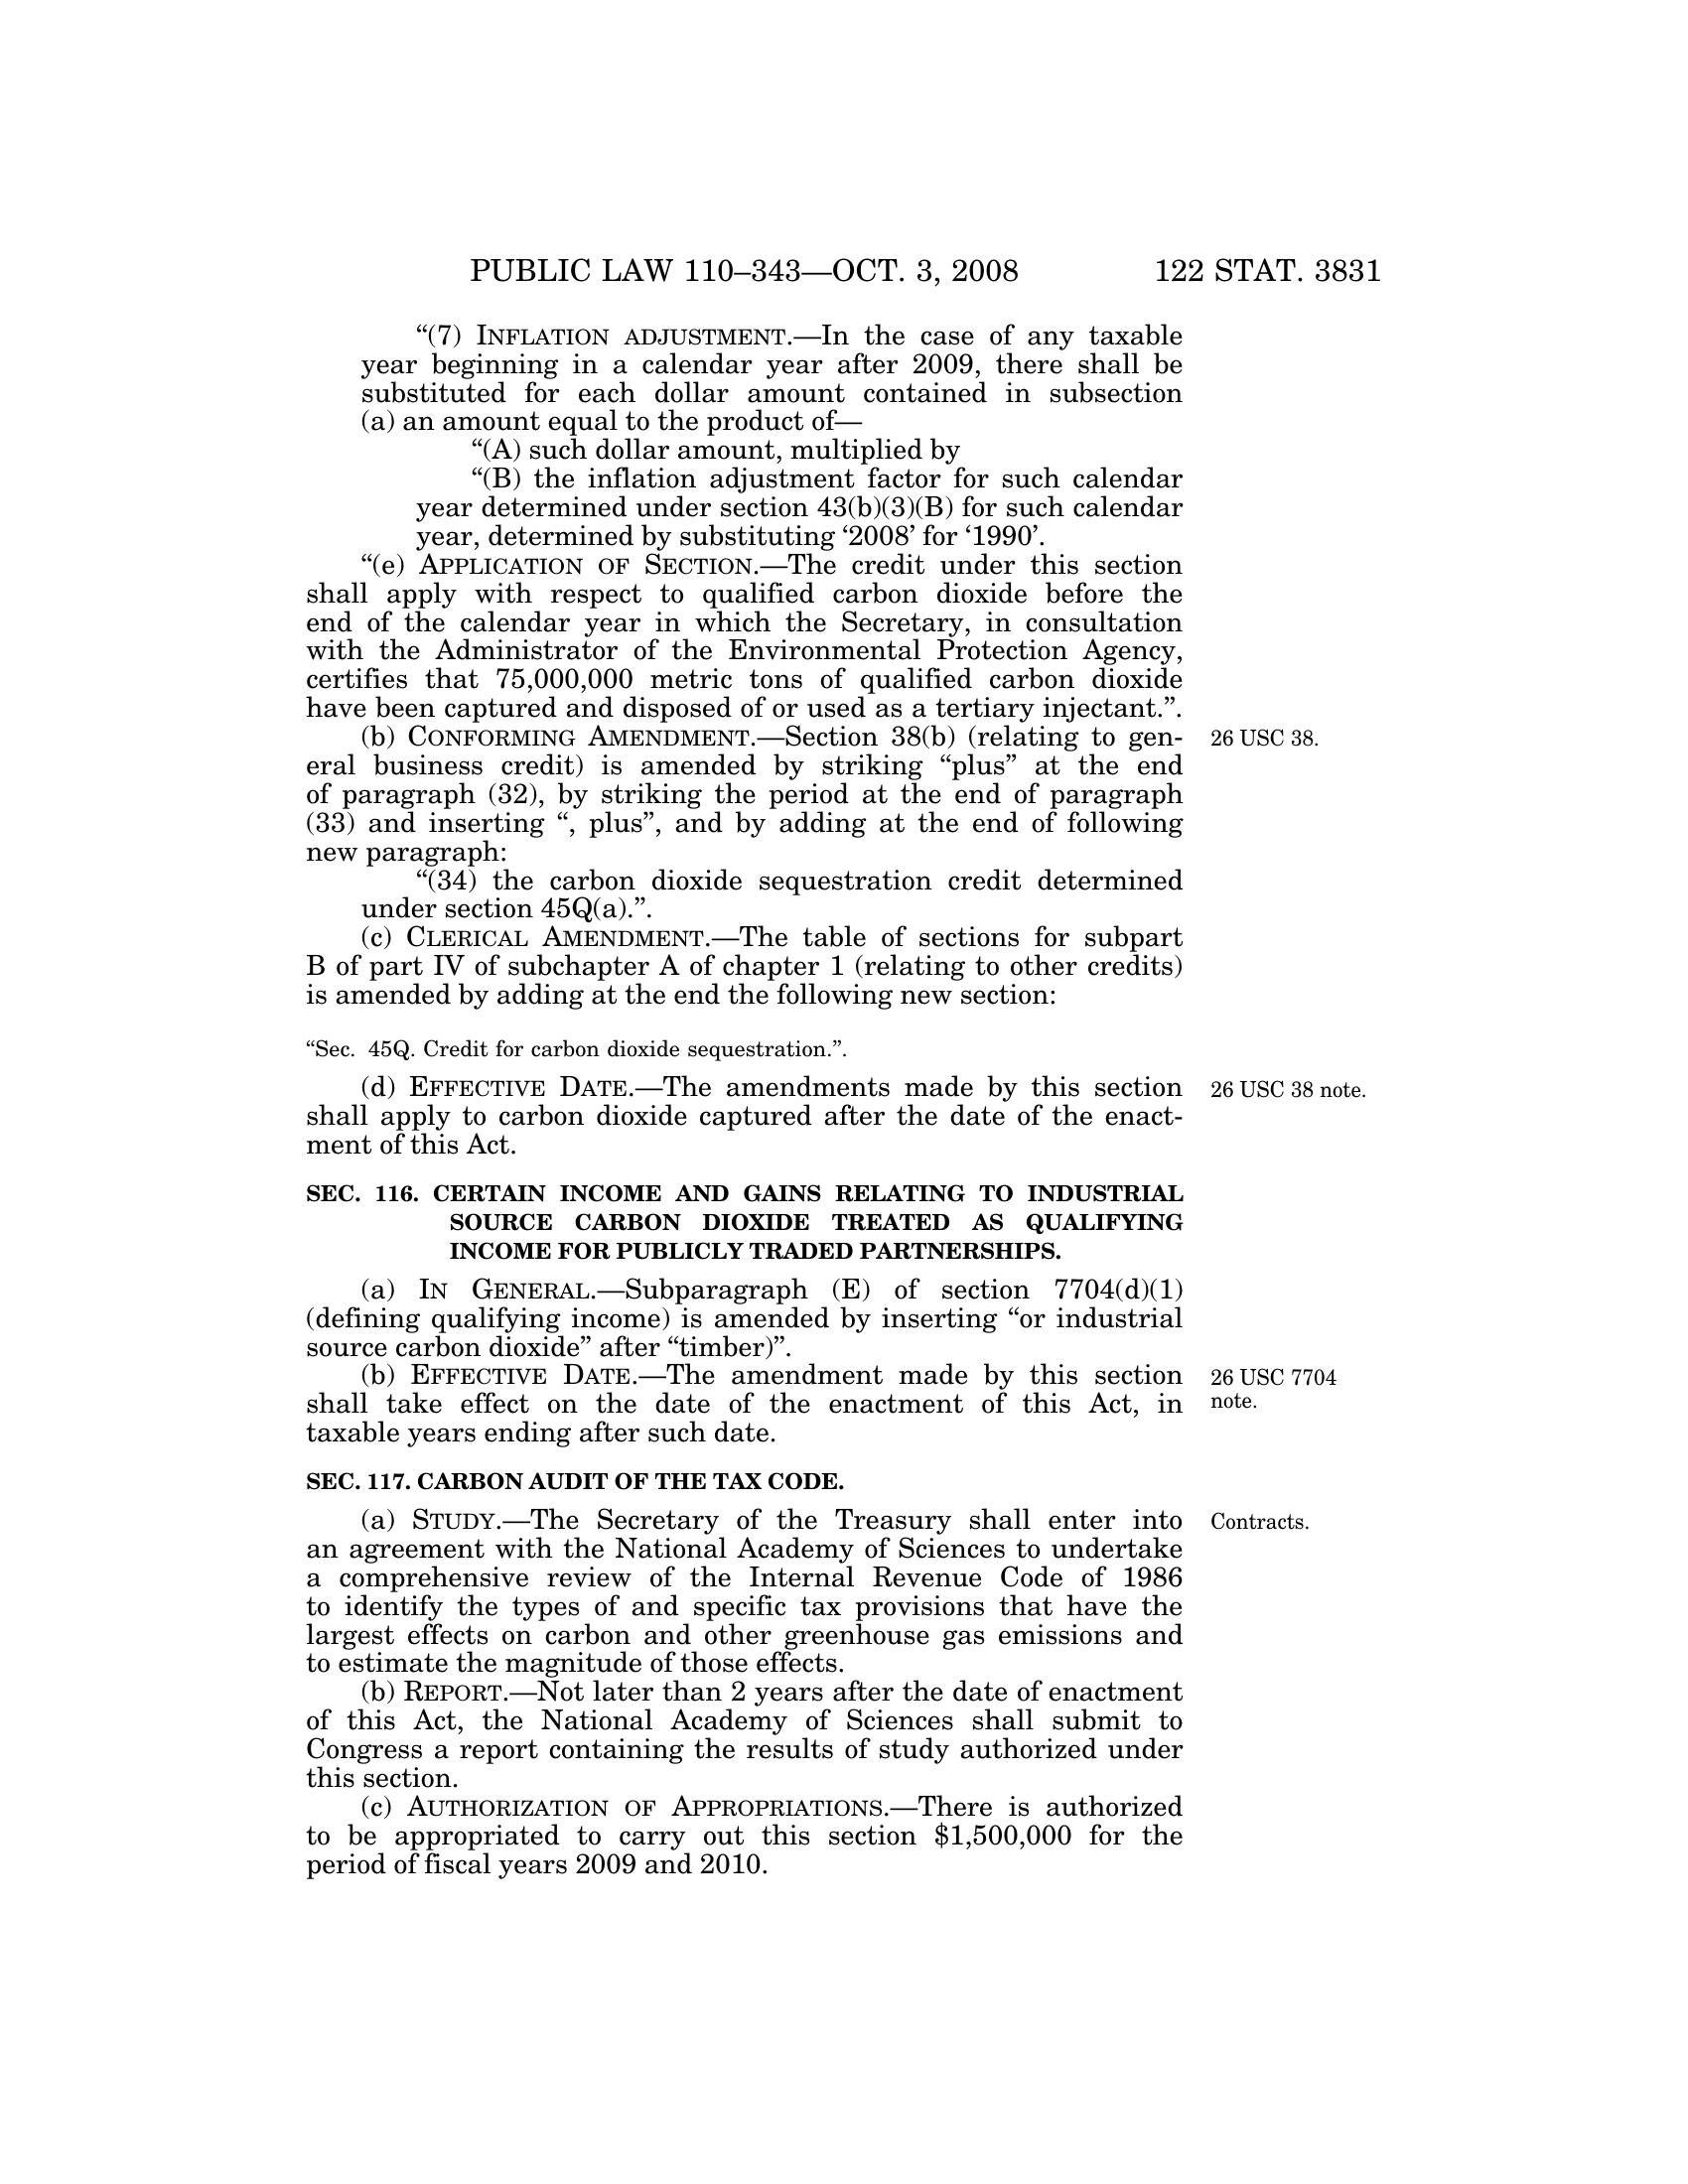 PUBLIC LAW 110–343—OCT. 3, 2008 122 STAT. 3831
“(7) INFLATION ADJUSTMENT.—In the case of any taxable
year beginning in a calendar year after 2009, there shall be
substituted for each dollar amount contained in subsection
(a) an amount equal to the product of—
“(A) such dollar amount, multiplied by
“(B) the inflation adjustment factor for such calendar
year determined under section 43(b)(3)(B) for such calendar
year, determined by substituting ‘2008’ for ‘1990’.
“(e) APPLICATION OF SECTION.—The credit under this section
shall apply with respect to qualified carbon dioxide before the
end of the calendar year in which the Secretary, in consultation
with the Administrator of the Environmental Protection Agency,
certifies that 75,000,000 metric tons of qualified carbon dioxide
have been captured and disposed of or used as a tertiary injectant.”.
(b) CONFORMING AMENDMENT.—Section 38(b) (relating to gen-
eral business credit) is amended by striking “plus” at the end
of paragraph (32), by striking the period at the end of paragraph
(33) and inserting “, plus”, and by adding at the end of following
new paragraph:
“(34) the carbon dioxide sequestration credit determined
under section 45Q(a).”.
(c) CLERICAL AMENDMENT.—The table of sections for subpart
B of part IV of subchapter A of chapter 1 (relating to other credits)
is amended by adding at the end the following new section:
“Sec. 45Q. Credit for carbon dioxide sequestration.”.
(d) EFFECTIVE DATE.—The amendments made by this section
shall apply to carbon dioxide captured after the date of the enact-
ment of this Act.
SEC. 116. CERTAIN INCOME AND GAINS RELATING TO INDUSTRIAL
SOURCE CARBON DIOXIDE TREATED AS QUALIFYING
INCOME FOR PUBLICLY TRADED PARTNERSHIPS.
(a) IN GENERAL.—Subparagraph (E) of section 7704(d)(1)
(defining qualifying income) is amended by inserting “or industrial
source carbon dioxide” after “timber)”.
(b) EFFECTIVE DATE.—The amendment made by this section
shall take effect on the date of the enactment of this Act, in
taxable years ending after such date.
SEC. 117. CARBON AUDIT OF THE TAX CODE.
(a) STUDY.—The Secretary of the Treasury shall enter into
an agreement with the National Academy of Sciences to undertake
a comprehensive review of the Internal Revenue Code of 1986
to identify the types of and specific tax provisions that have the
largest effects on carbon and other greenhouse gas emissions and
to estimate the magnitude of those effects.
(b) REPORT.—Not later than 2 years after the date of enactment
of this Act, the National Academy of Sciences shall submit to
Congress a report containing the results of study authorized under
this section.
(c) AUTHORIZATION OF APPROPRIATIONS.—There is authorized
to be appropriated to carry out this section $1,500,000 for the
period of fiscal years 2009 and 2010.
26 USC 38.
26 USC 38 note.
26 USC 7704
note.
Contracts.